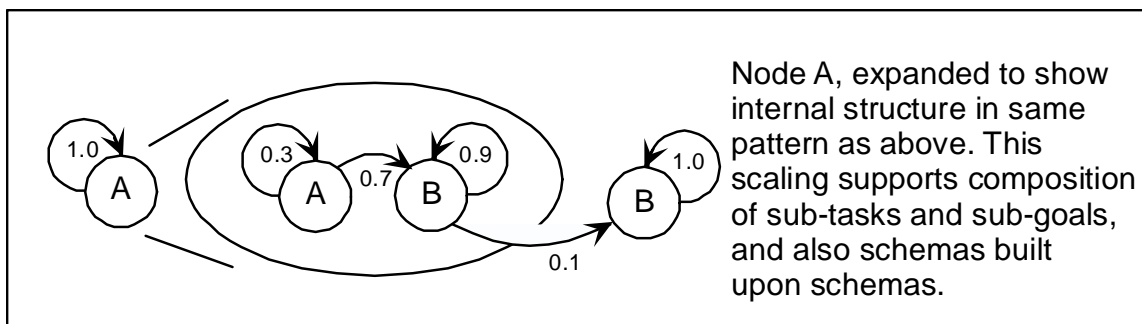 1.0
A
0.3
A
0.7
B
0.9
0.1
B
1.0
Node A, expanded to show
internal structure in same
pattern as above. This
scaling supports composition
of sub-tasks and sub-goals,
and also schemas built
upon schemas.